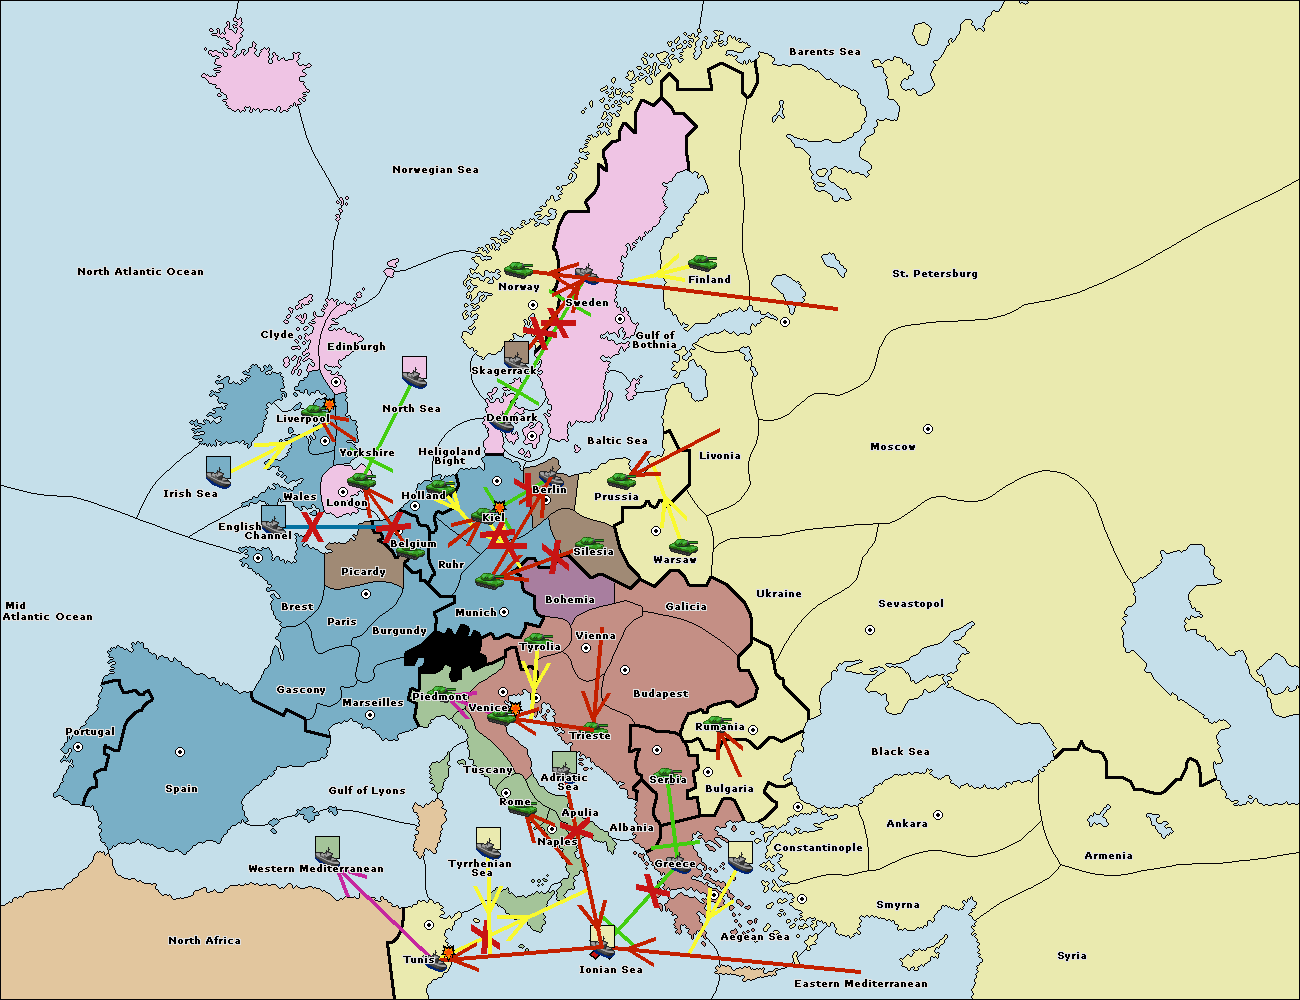 Barents Sea
Norwegian Sea
North Atlantic Ocean
St. Petersburg
Norway
Finland
Sweden
Clyde
Edinburgh
Gulf of
Bothnia
Skagerrack
North Sea
Denmark
Liverpool
Baltic Sea
Moscow
Yorkshire
Heligoland
Bight
Livonia
Irish Sea
Wales
London
Holland
Berlin
Prussia
Kiel
English
Channel
Belgium
Silesia
Warsaw
Ruhr
Picardy
Mid
Atlantic Ocean
Brest
Paris
Munich
Bohemia
Galicia
Ukraine
Sevastopol
Burgundy
Tyrolia
Vienna
Gascony
Marseilles
Piedmont
Venice
Budapest
Portugal
Trieste
Rumania
Black Sea
Spain
Gulf of Lyons
Tuscany
Adriatic
Sea
Serbia
Bulgaria
Rome
Apulia
Albania
Ankara
Naples
Constantinople
Armenia
Western Mediterranean
Tyrrhenian
Sea
Greece
Smyrna
North Africa
Tunis
Ionian Sea
Aegean Sea
Syria
Eastern Mediterranean